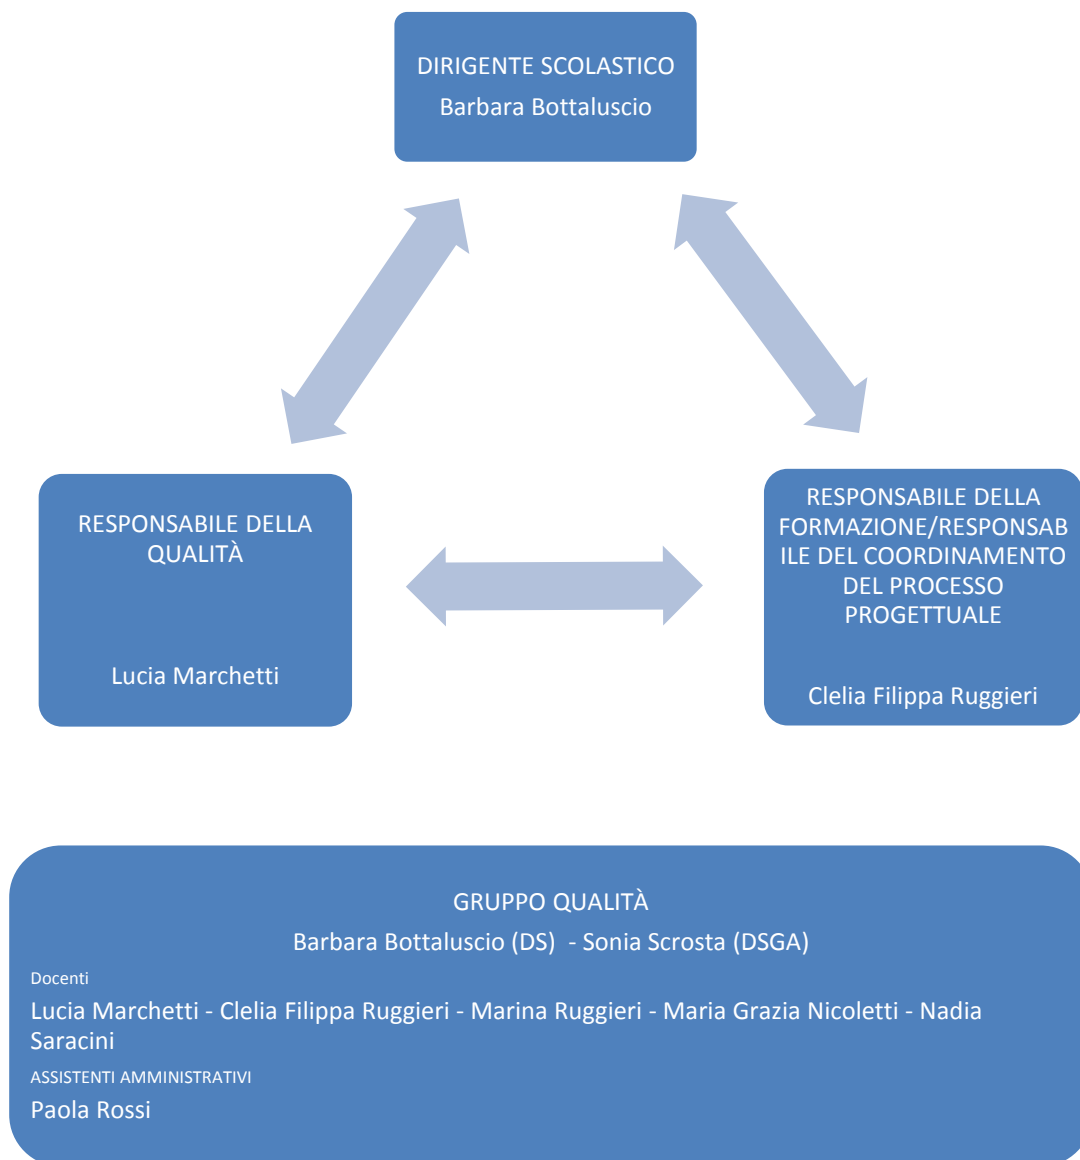 DIRIGENTE SCOLASTICO
Barbara Bottaluscio
RESPONSABILE DELLA
QUALITÀ
Lucia Marchetti
RESPONSABILE DELLA
FORMAZIONE/RESPONSAB
ILE DEL COORDINAMENTO
DEL PROCESSO
PROGETTUALE
Clelia Filippa Ruggieri
GRUPPO QUALITÀ
Barbara Bottaluscio (DS)  - Sonia Scrosta (DSGA)
Docenti
Lucia Marchetti - Clelia Filippa Ruggieri - Marina Ruggieri - Maria Grazia Nicoletti - Nadia
Saracini
ASSISTENTI AMMINISTRATIVI
Paola Rossi